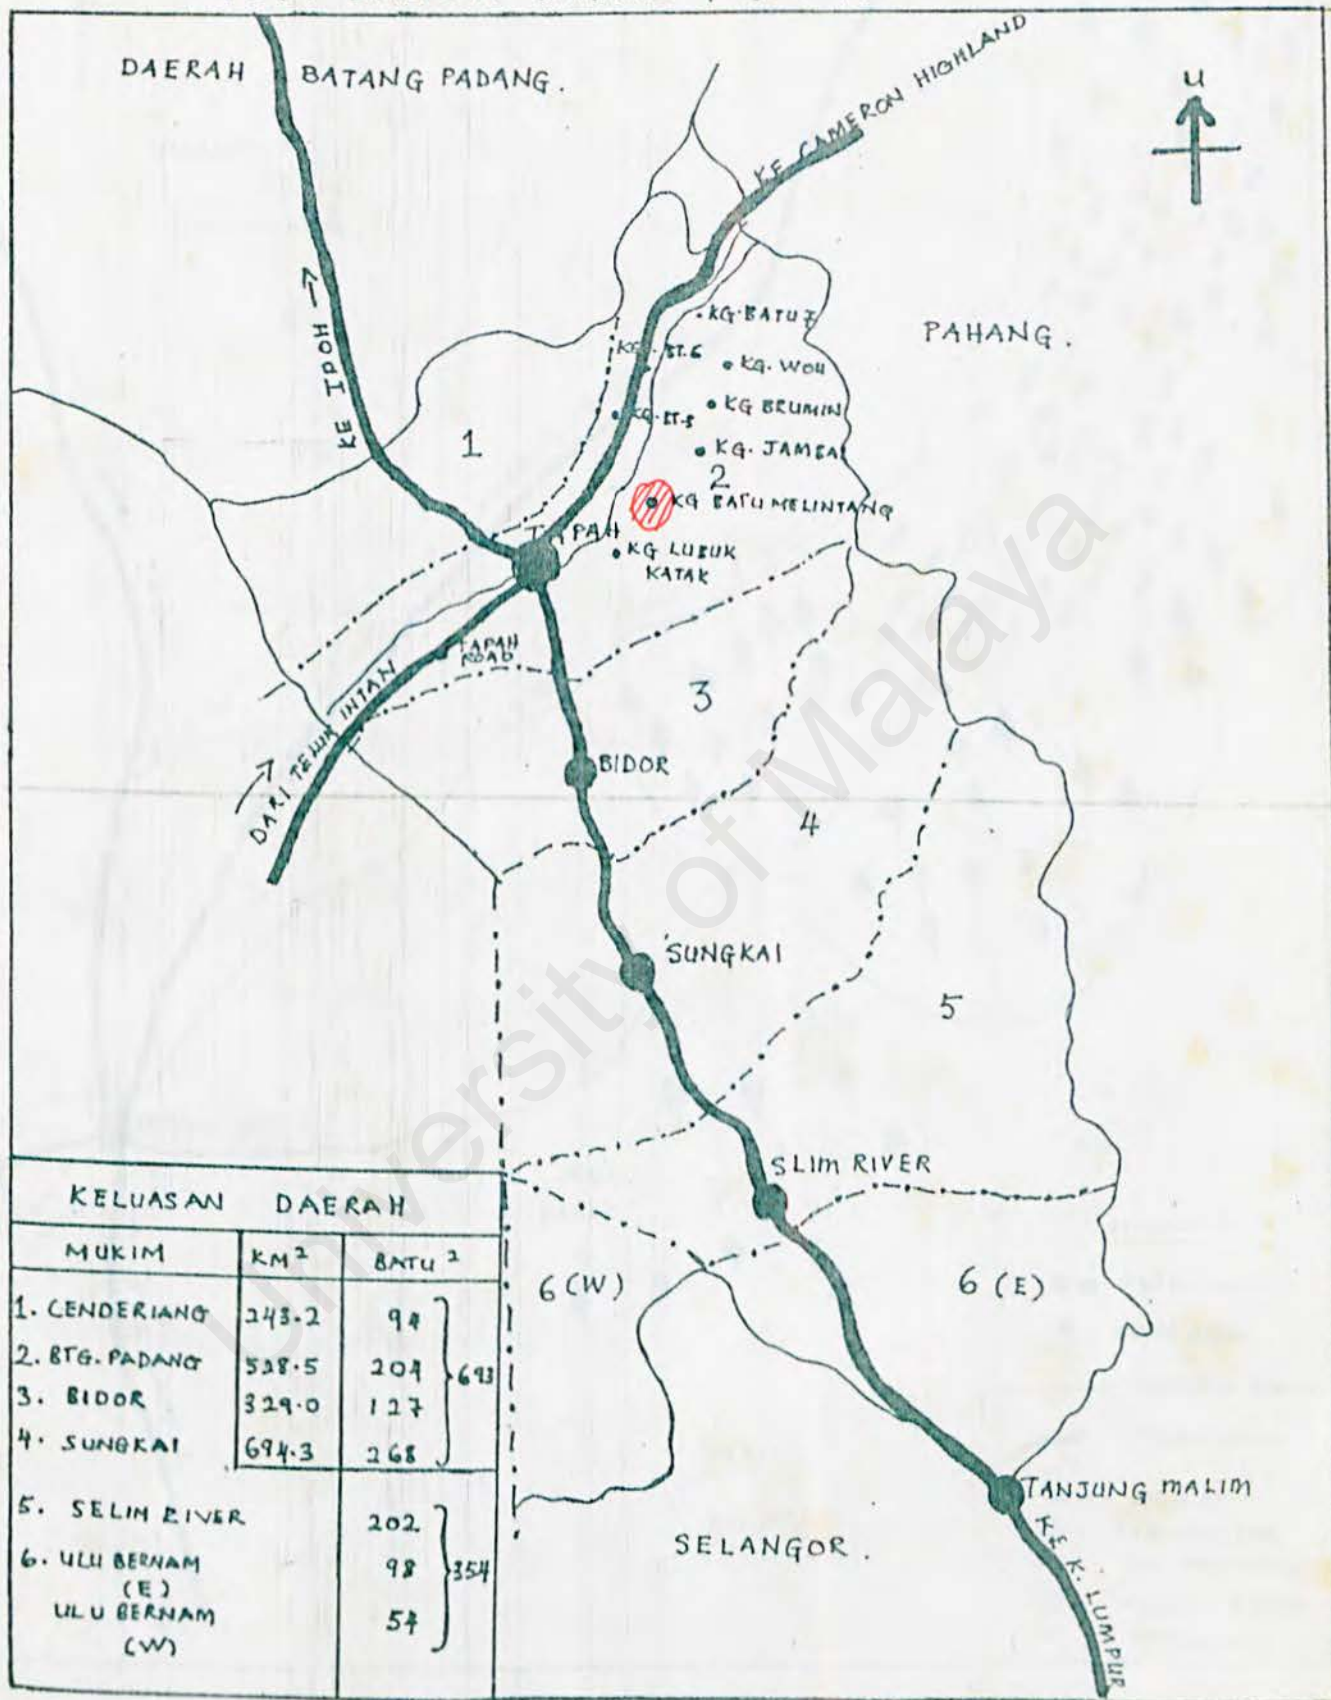 DAERAH BATANG PADANG.
KE CAMERON HIGHLAND
U
← KE IPOH
PAHANG.
KG. BATU 7
KG. BT. 6
KG. WOH
KG. BT. 5
KG BRUMIN
KG. JAMBAI
1
2
KG BATU MELINTANG
TAPAH
KG LUBUK
KATAK
TAPAH
ROAD
DARI TELUK INTAN
3
BIDOR
4
SUNGKAI
5
SLIM RIVER
6 (W)
6 (E)
TANJUNG MALIM
KE K. LUMPUR
SELANGOR.
KELUASAN DAERAH
MUKIM KM² BATU²
1. CENDERIANG 243.2 94
2. BTG. PADANG 528.5 204 693
3. BIDOR 329.0 127
4. SUNGKAI 694.3 268
5. SELIM RIVER 202
6. ULU BERNAM 98 354
(E)
ULU BERNAM 54
(W)
University of Malaya